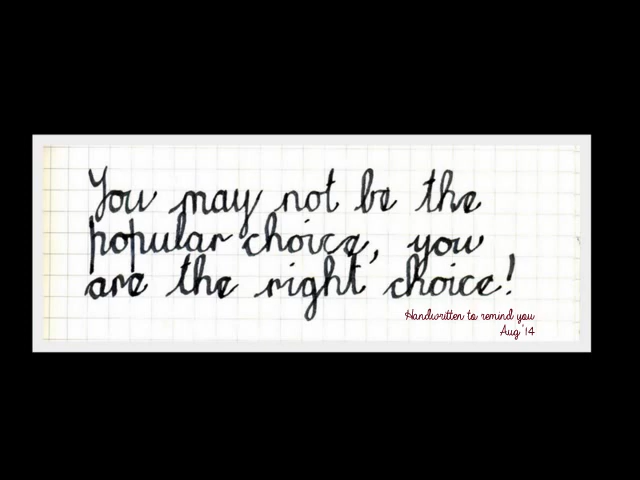 You may not be the
popular choice, you
are the right choice!
Handwritten to remind you
Aug '14